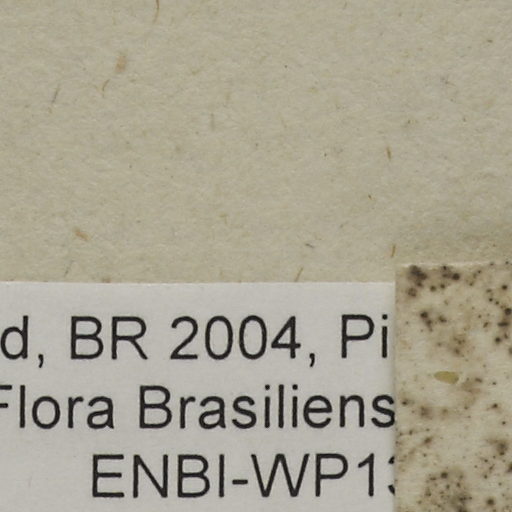 d, BR 2004, Pi
Flora Brasiliens
ENBI-WP13